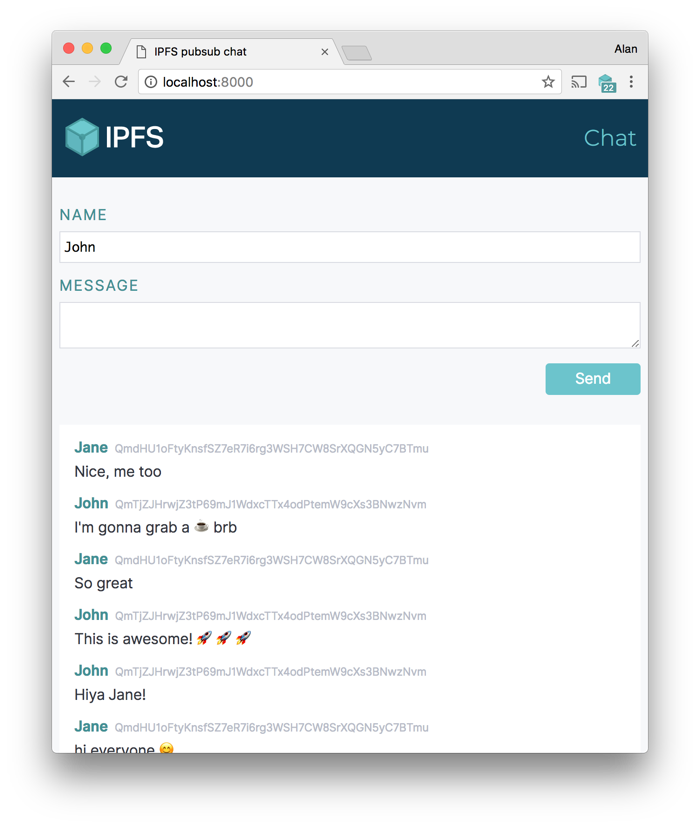 IPFS pubsub chat
Alan
localhost:8000
22
IPFS
Chat
NAME
John
MESSAGE
Send
Jane QmdHU1oFtyKnsfSZ7eR7i6rg3WSH7CW8SrXQGN5yC7BTmu
Nice, me too
John QmTjZJHrwjZ3tP69mJ1WdxcTTx4odPtemW9cXs3BNwzNvm
I'm gonna grab a ☕ brb
Jane QmdHU1oFtyKnsfSZ7eR7i6rg3WSH7CW8SrXQGN5yC7BTmu
So great
John QmTjZJHrwjZ3tP69mJ1WdxcTTx4odPtemW9cXs3BNwzNvm
This is awesome! 🚀 🚀 🚀
John QmTjZJHrwjZ3tP69mJ1WdxcTTx4odPtemW9cXs3BNwzNvm
Hiya Jane!
Jane QmdHU1oFtyKnsfSZ7eR7i6rg3WSH7CW8SrXQGN5yC7BTmu
hi everyone 😊